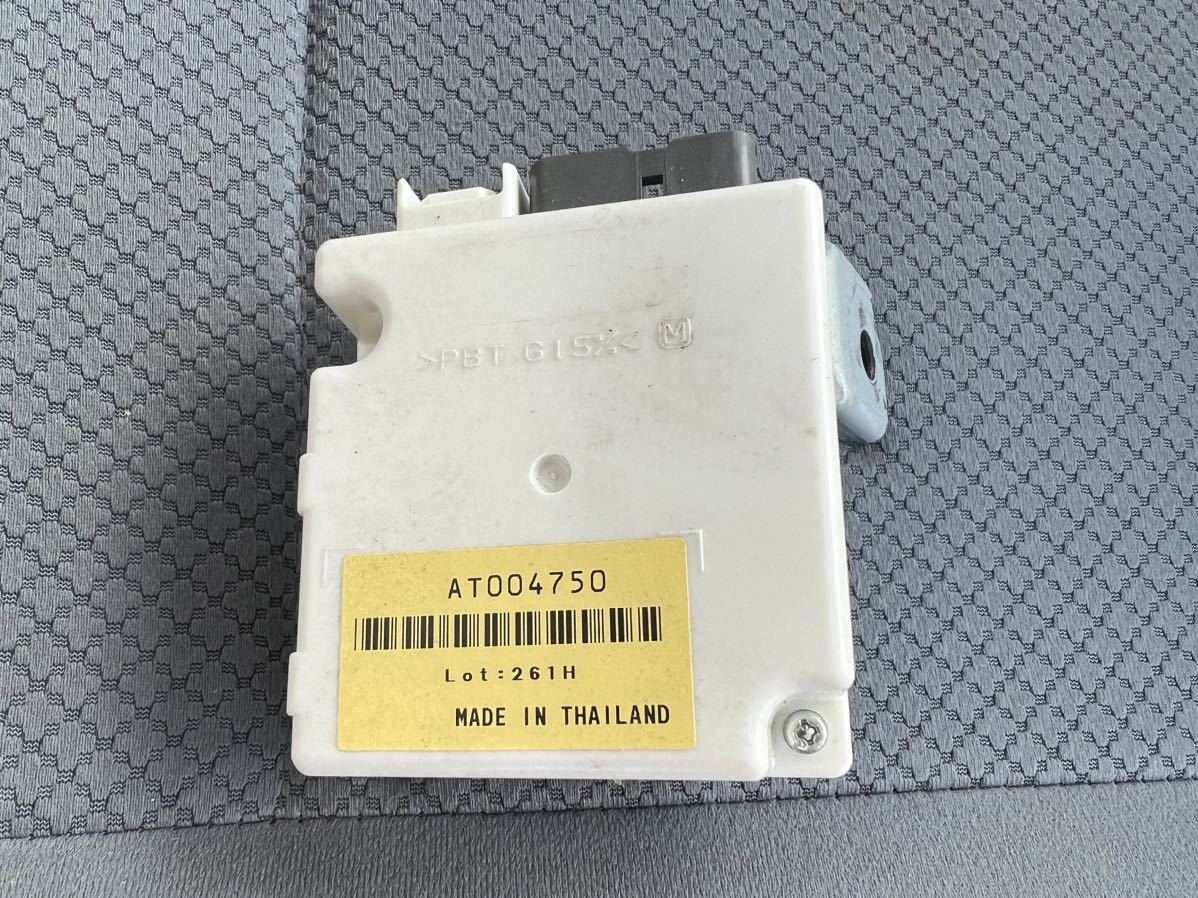 >PBT G15%< M
AT004750
Lot:261H
MADE IN THAILAND